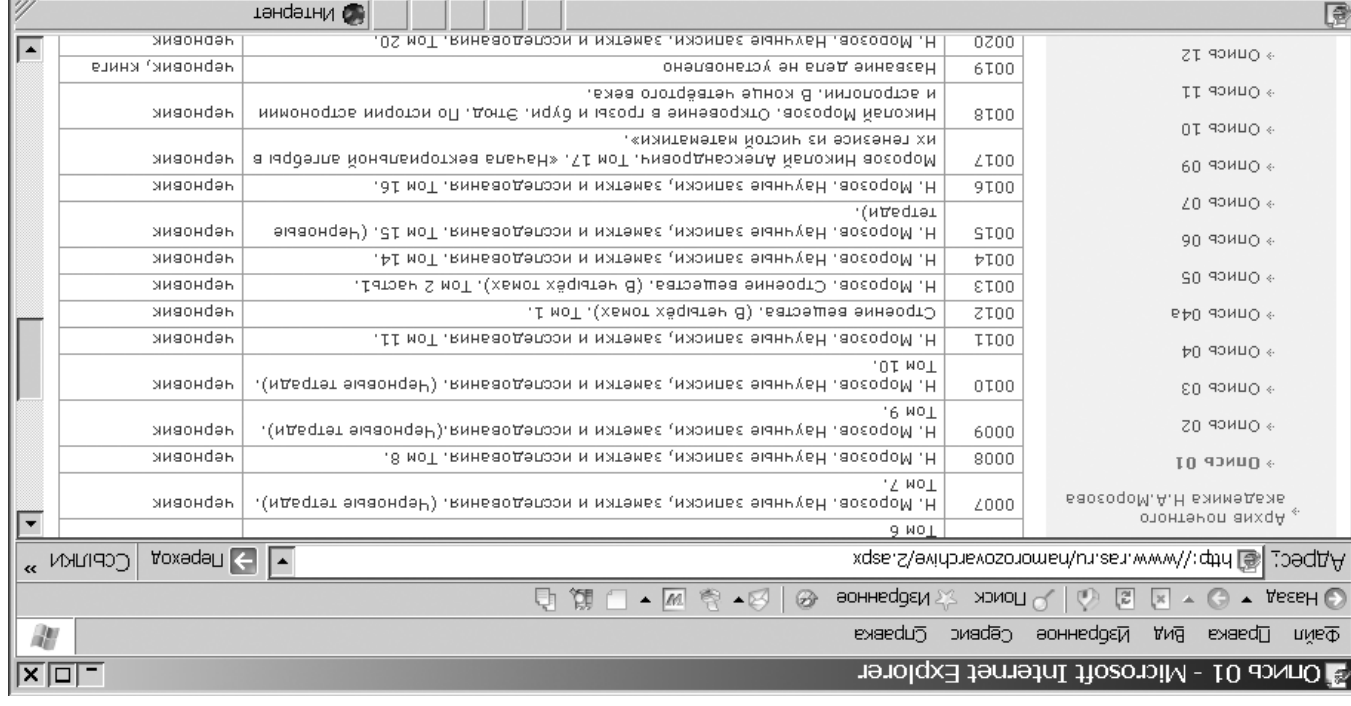 Опись 01 - Microsoft Internet Explorer
Файл Правка Вид Избранное Сервис Справка
Назад Поиск Избранное
Адрес: http://www.ras.ru/namorozovarchive/2.aspx Переход Ссылки »
Архив почетного
академика Н.А.Морозова
Опись 01
Опись 02
Опись 03
Опись 04
Опись 04а
Опись 05
Опись 06
Опись 07
Опись 09
Опись 10
Опись 11
Опись 12
Том 6
0007 Н. Морозов. Научные записки, заметки и исследования. (Черновые тетради). черновик
Том 7.
0008 Н. Морозов. Научные записки, заметки и исследования. Том 8. черновик
0009 Н. Морозов. Научные записки, заметки и исследования.(Черновые тетради). черновик
Том 9.
0010 Н. Морозов. Научные записки, заметки и исследования. (Черновые тетради). черновик
Том 10.
0011 Н. Морозов. Научные записки, заметки и исследования. Том 11. черновик
0012 Строение вещества. (В четырёх томах). Том 1. черновик
0013 Н. Морозов. Строение вещества. (В четырёх томах). Том 2 часть1. черновик
0014 Н. Морозов. Научные записки, заметки и исследования. Том 14. черновик
0015 Н. Морозов. Научные записки, заметки и исследования. Том 15. (Черновые черновик
тетради).
0016 Н. Морозов. Научные записки, заметки и исследования. Том 16. черновик
0017 Морозов Николай Александрович. Том 17. «Начала векториальной алгебры в черновик
их генезисе из чистой математики».
0018 Николай Морозов. Откровение в грозы и бури. Этюд. По истории астрономии черновик
и астрологии. В конце четвёртого века.
0019 Название дела не установлено черновик, книга
0020 Н. Морозов. Научные записки, заметки и исследования. Том 20. черновик
Интернет